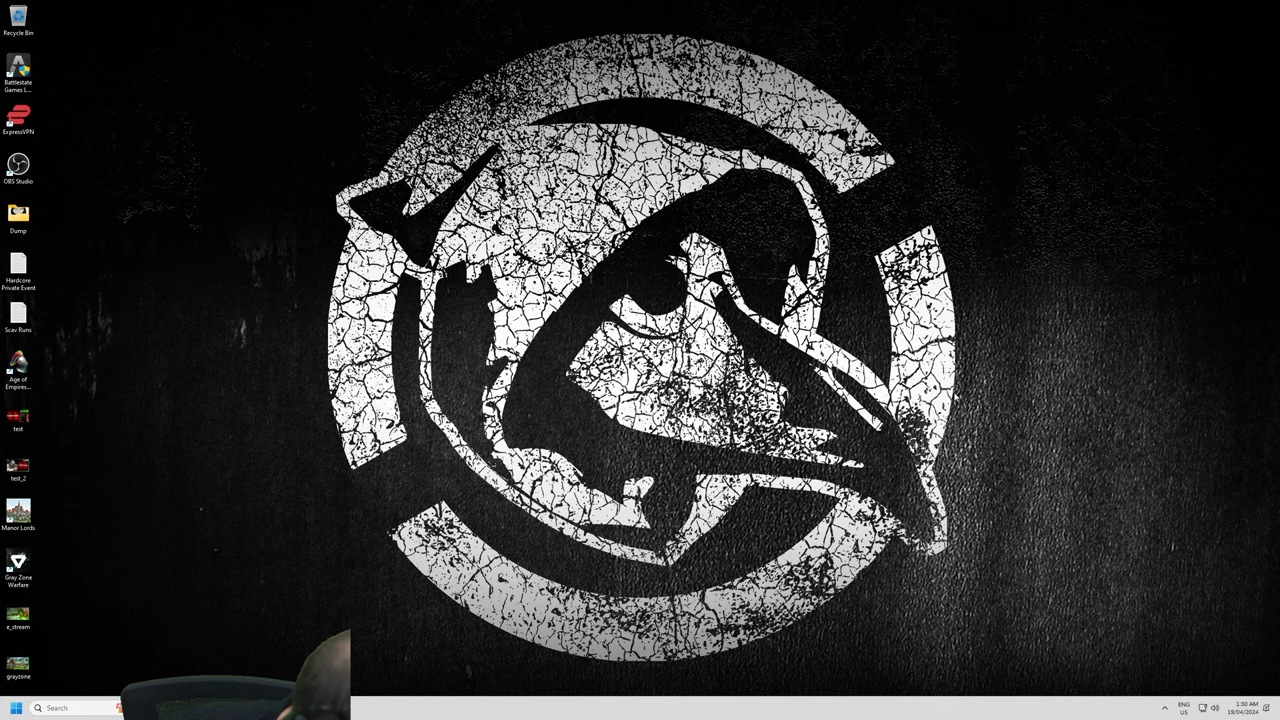 Recycle Bin
Battlestate
Games L...
ExpressVPN
OBS Studio
Dump
Hardcore
Private Event
Scav Runs
Age of
Empires...
test
test_2
Manor Lords
Gray Zone
Warfare
e_stream
grayzone
Search
ENG
US
1:30 AM
19/04/2024